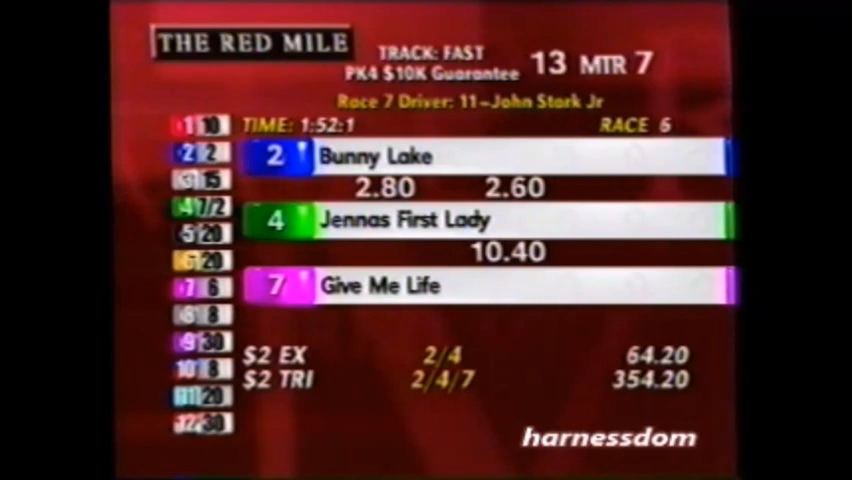 THE RED MILE
TRACK: FAST
PK4 $10K Guarantee
13 MTR 7
Race 7 Driver: 11-John Stark Jr
TIME: 1:52:1 RACE 6
1 10
2 2
3 15
4 7/2
5 20
6 20
7 6
8 8
9 30
10 8
11 20
12 30
2 Bunny Lake
2.80 2.60
4 Jennas First Lady
10.40
7 Give Me Life
$2 EX 2/4 64.20
$2 TRI 2/4/7 354.20
harnessdom